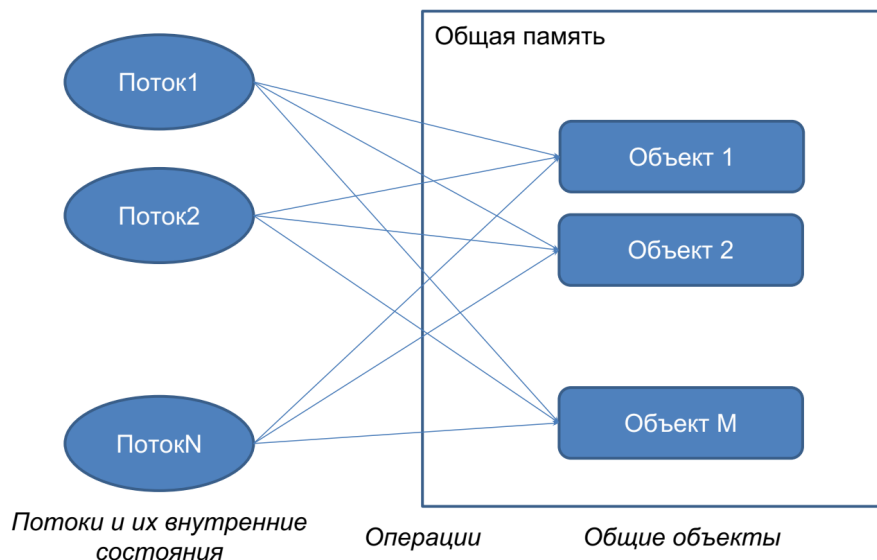 Общая память
Поток1
Объект 1
Поток2
Объект 2
ПотокN
Объект M
Потоки и их внутренние
состояния
Операции
Общие объекты